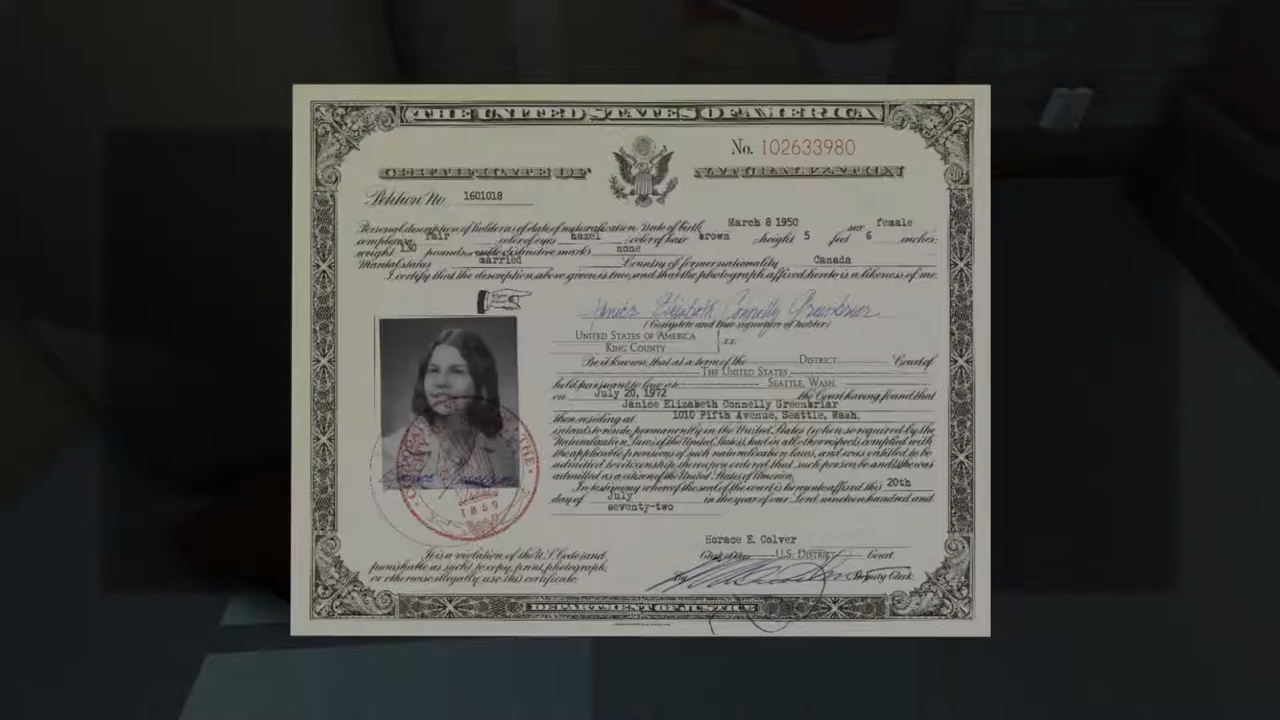 THE UNITED STATES OF AMERICA
No. 102633980
CERTIFICATE OF NATURALIZATION
Petition No. 1601018
Personal description of holder as of date of naturalization: Date of birth March 8 1950 sex female
complexion fair color of eyes hazel color of hair brown height 5 feet 6 inches;
weight 130 pounds; visible distinctive marks none
Marital status married Country of former nationality Canada
I certify that the description above given is true, and that the photograph affixed hereto is a likeness of me.
Janice Elizabeth Connelly Greenbriar
(Complete and true signature of holder)
UNITED STATES OF AMERICA
KING COUNTY ss:
Be it known, that at a term of the DISTRICT Court of
THE UNITED STATES
held pursuant to law at SEATTLE, WASH.
on July 20, 1972 the Court having found that
Janice Elizabeth Connelly Greenbriar
then residing at 1010 Fifth Avenue, Seattle, Wash.
intends to reside permanently in the United States (when so required by the
Naturalization Laws of the United States), had in all other respects complied with
the applicable provisions of such naturalization laws, and was entitled to be
admitted to citizenship, thereupon ordered that such person be and (s)he was
admitted as a citizen of the United States of America.
In testimony whereof the seal of the court is hereunto affixed this 20th
day of July in the year of our Lord nineteen hundred and
seventy-two
1869
Horace E. Colver
Clerk of the U.S. DISTRICT Court
By Deputy Clerk
It is a violation of the U.S. Code (and
punishable as such) to copy, print, photograph,
or otherwise illegally use this certificate.
DEPARTMENT OF JUSTICE